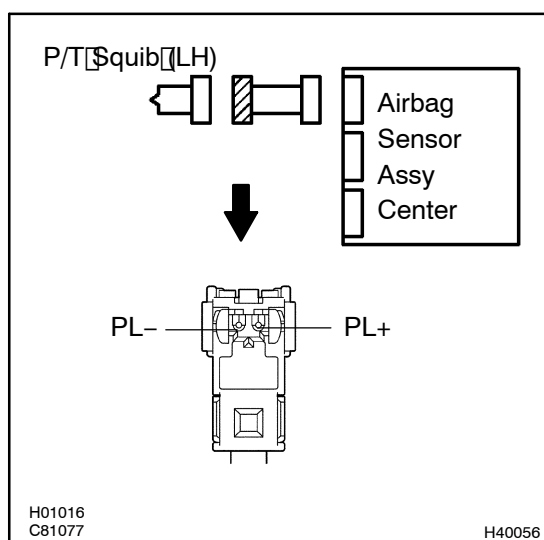 P/T▯Squib▯(LH)
Airbag
Sensor
Assy
Center
PL−
PL+
H01016
C81077
H40056